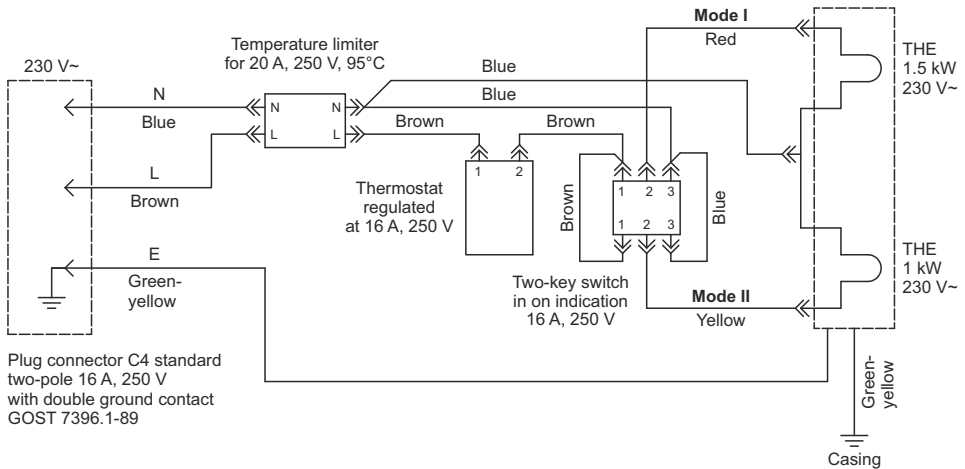 230 V~
N
Blue
L
Brown
E
Green-
yellow
Plug connector C4 standard
two-pole 16 A, 250 V
with double ground contact
GOST 7396.1-89
Temperature limiter
for 20 A, 250 V, 95°C
N
N
L
L
Blue
Blue
Brown
Brown
1
2
Thermostat
regulated
at 16 A, 250 V
Brown
1 2 3
1 2 3
Blue
Two-key switch
in on indication
16 A, 250 V
Mode I
Red
Mode II
Yellow
THE
1.5 kW
230 V~
THE
1 kW
230 V~
Green-
yellow
Casing